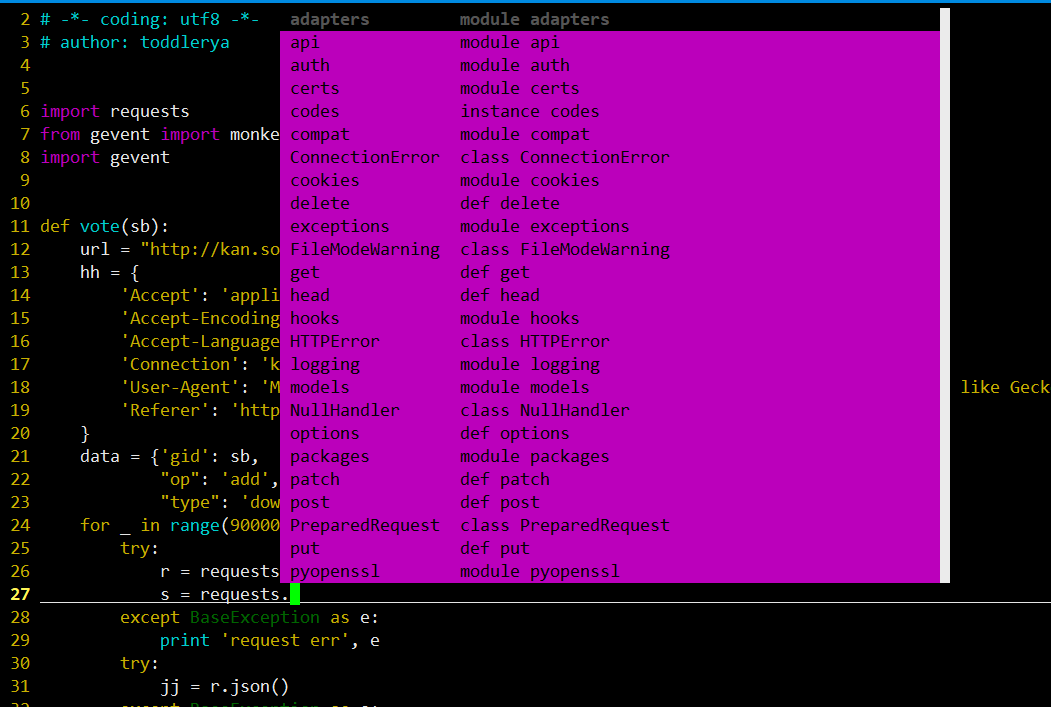 2 # -*- coding: utf8 -*- adapters module adapters
3 # author: toddlerya api module api
4 auth module auth
5 certs module certs
6 import requests codes instance codes
7 from gevent import monke compat module compat
8 import gevent ConnectionError class ConnectionError
9 cookies module cookies
10 delete def delete
11 def vote(sb): exceptions module exceptions
12 url = "http://kan.so FileModeWarning class FileModeWarning
13 hh = { get def get
14 'Accept': 'appli head def head
15 'Accept-Encoding hooks module hooks
16 'Accept-Language HTTPError class HTTPError
17 'Connection': 'k logging module logging
18 'User-Agent': 'M models module models like Geck
19 'Referer': 'http NullHandler class NullHandler
20 } options def options
21 data = {'gid': sb, packages module packages
22 "op": 'add', patch def patch
23 "type": 'dow post def post
24 for _ in range(90000 PreparedRequest class PreparedRequest
25 try: put def put
26 r = requests pyopenssl module pyopenssl
27 s = requests.
28 except BaseException as e:
29 print 'request err', e
30 try:
31 jj = r.json()
32 except BaseException as e: